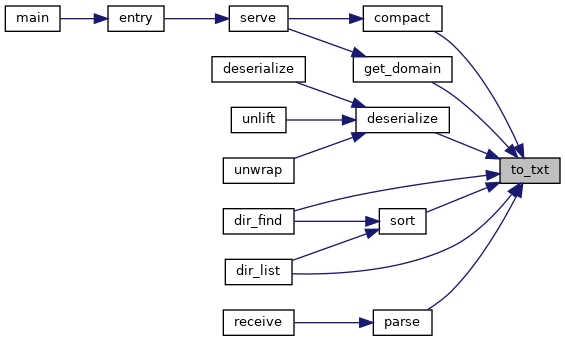 main
entry
serve
compact
get_domain
deserialize
unlift
deserialize
unwrap
to_txt
dir_find
sort
dir_list
receive
parse